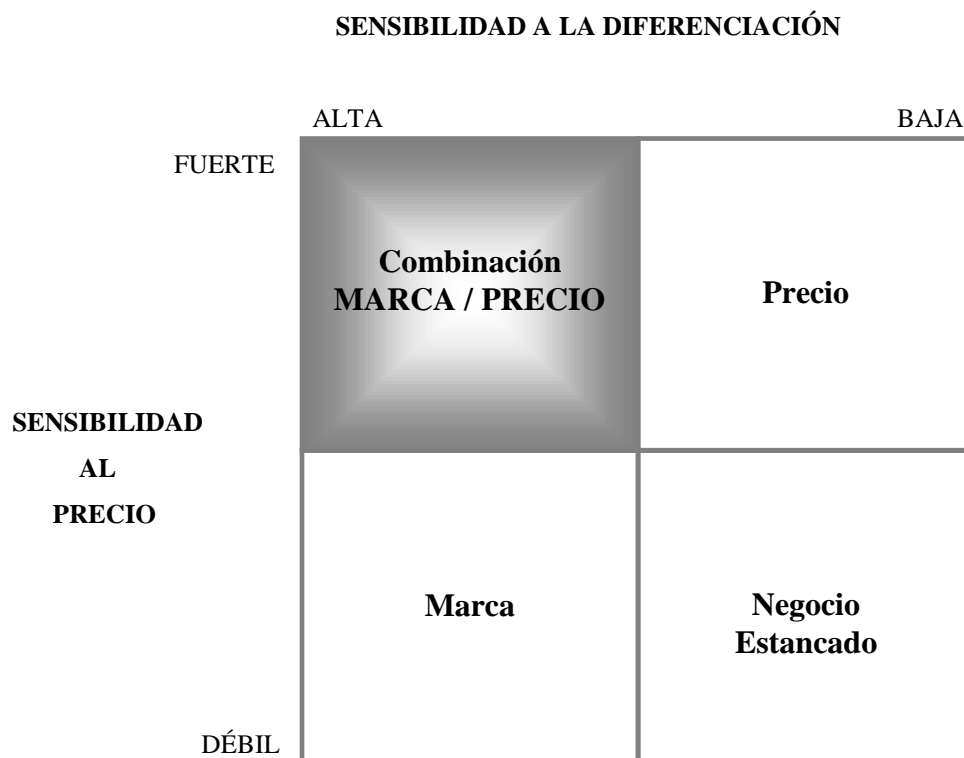 SENSIBILIDAD A LA DIFERENCIACIÓN
ALTA
BAJA
FUERTE
Combinación
MARCA / PRECIO
Precio
SENSIBILIDAD
AL
PRECIO
Marca
Negocio
Estancado
DÉBIL